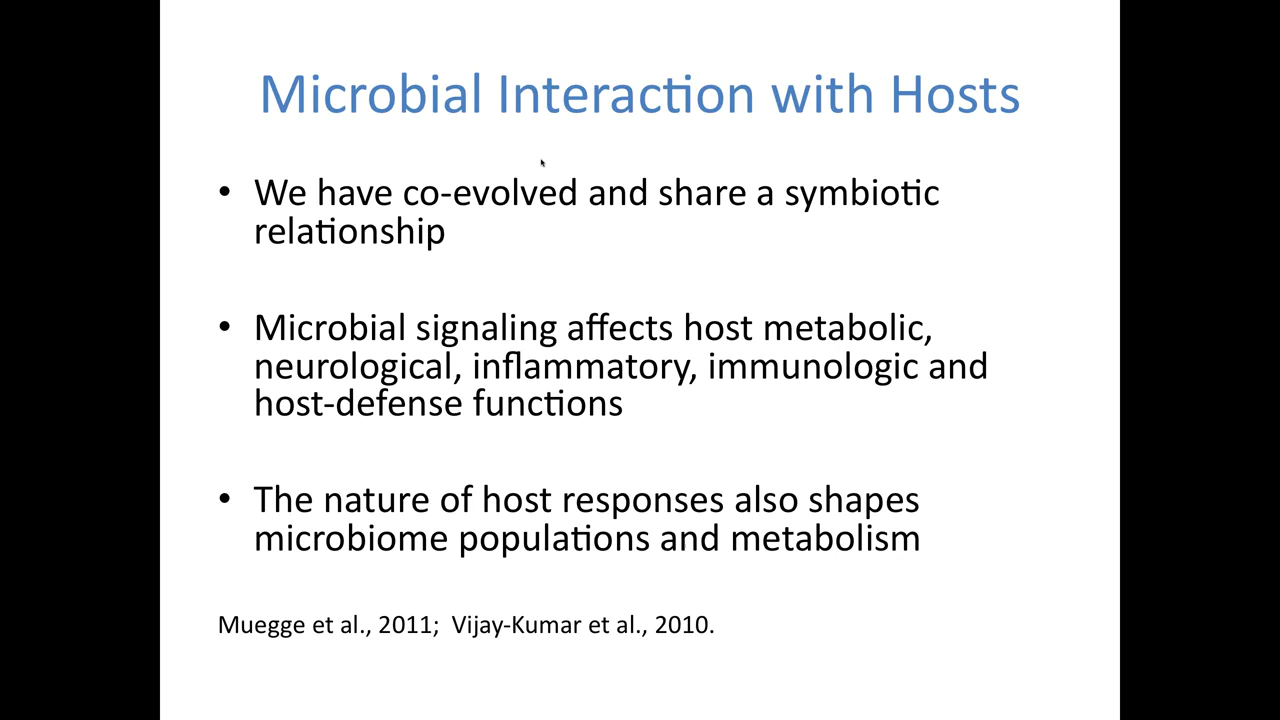 Microbial Interaction with Hosts
• We have co-evolved and share a symbiotic
relationship
• Microbial signaling affects host metabolic,
neurological, inflammatory, immunologic and
host-defense functions
• The nature of host responses also shapes
microbiome populations and metabolism
Muegge et al., 2011;  Vijay-Kumar et al., 2010.